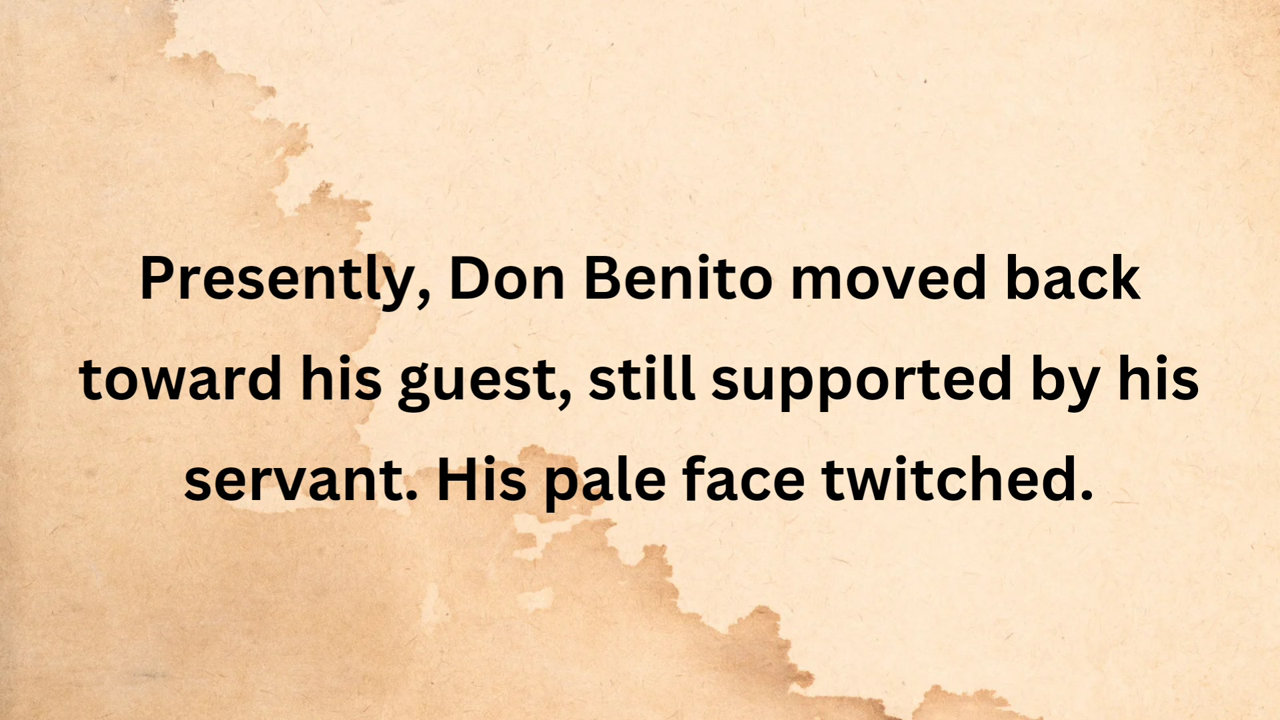 Presently, Don Benito moved back
toward his guest, still supported by his
servant. His pale face twitched.